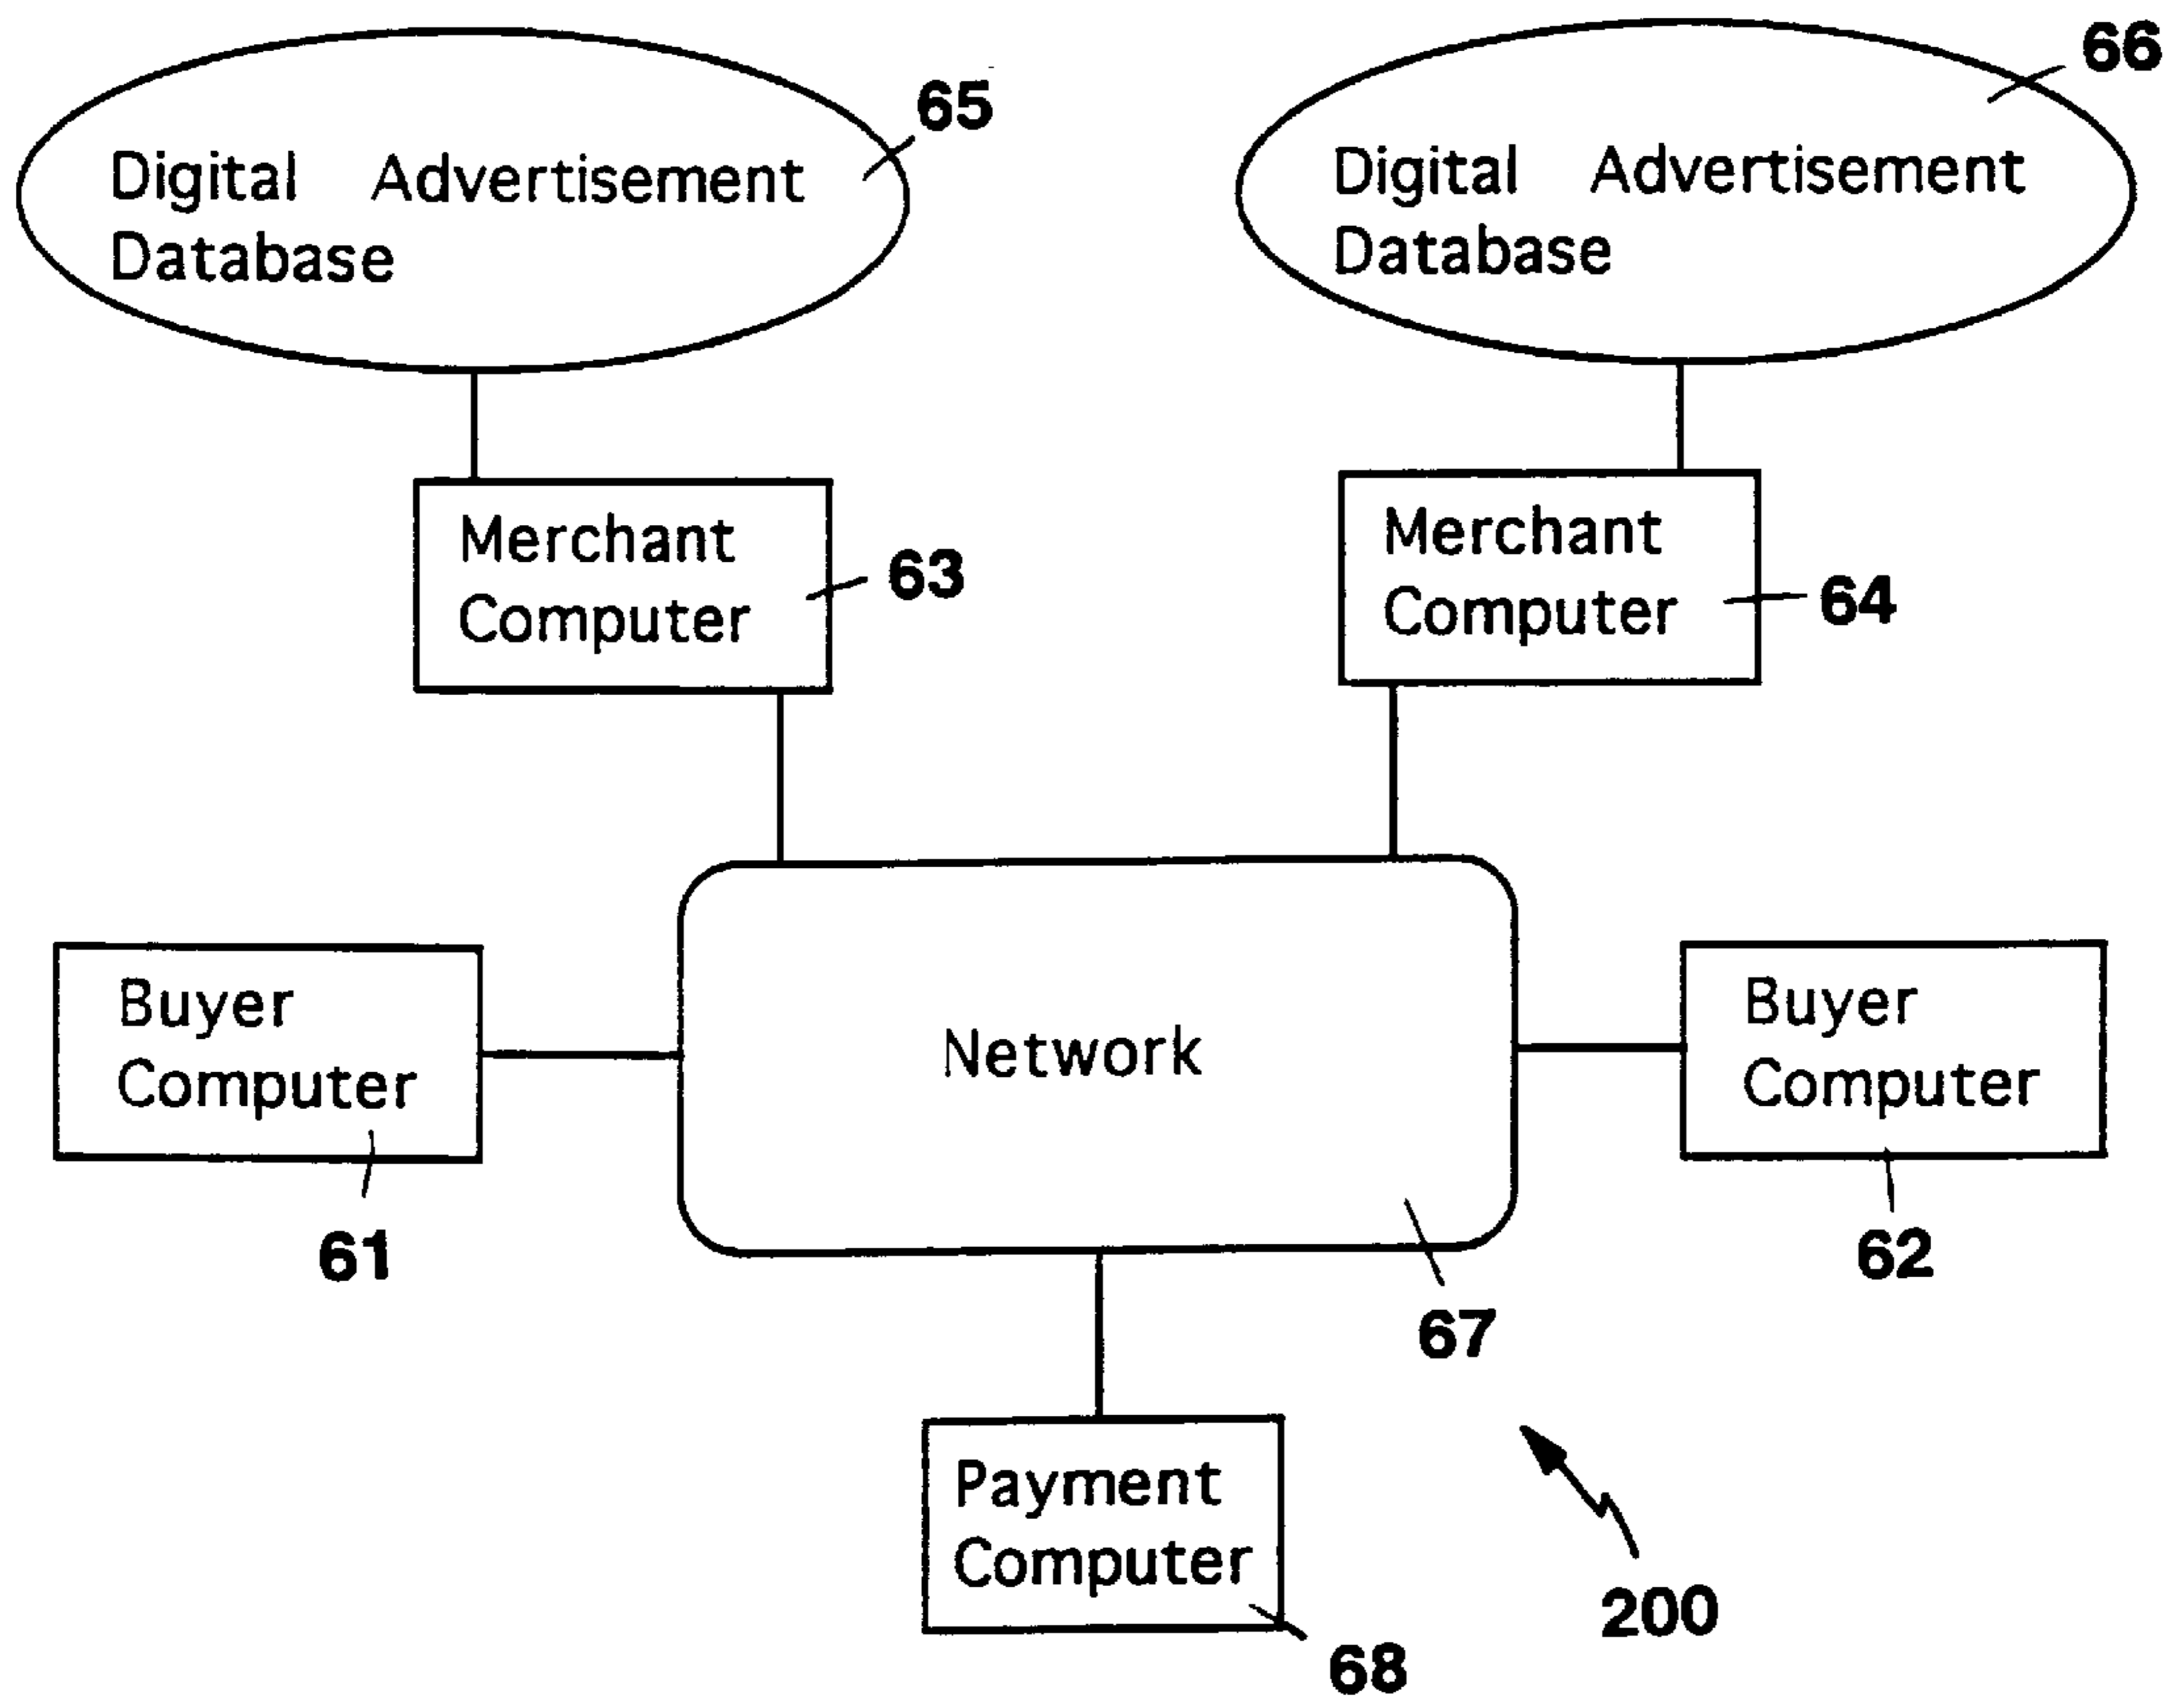 65
Digital Advertisement
Database
66
Digital Advertisement
Database
Merchant
Computer
63
Merchant
Computer
64
Buyer
Computer
61
Network
67
Buyer
Computer
62
Payment
Computer
68
200